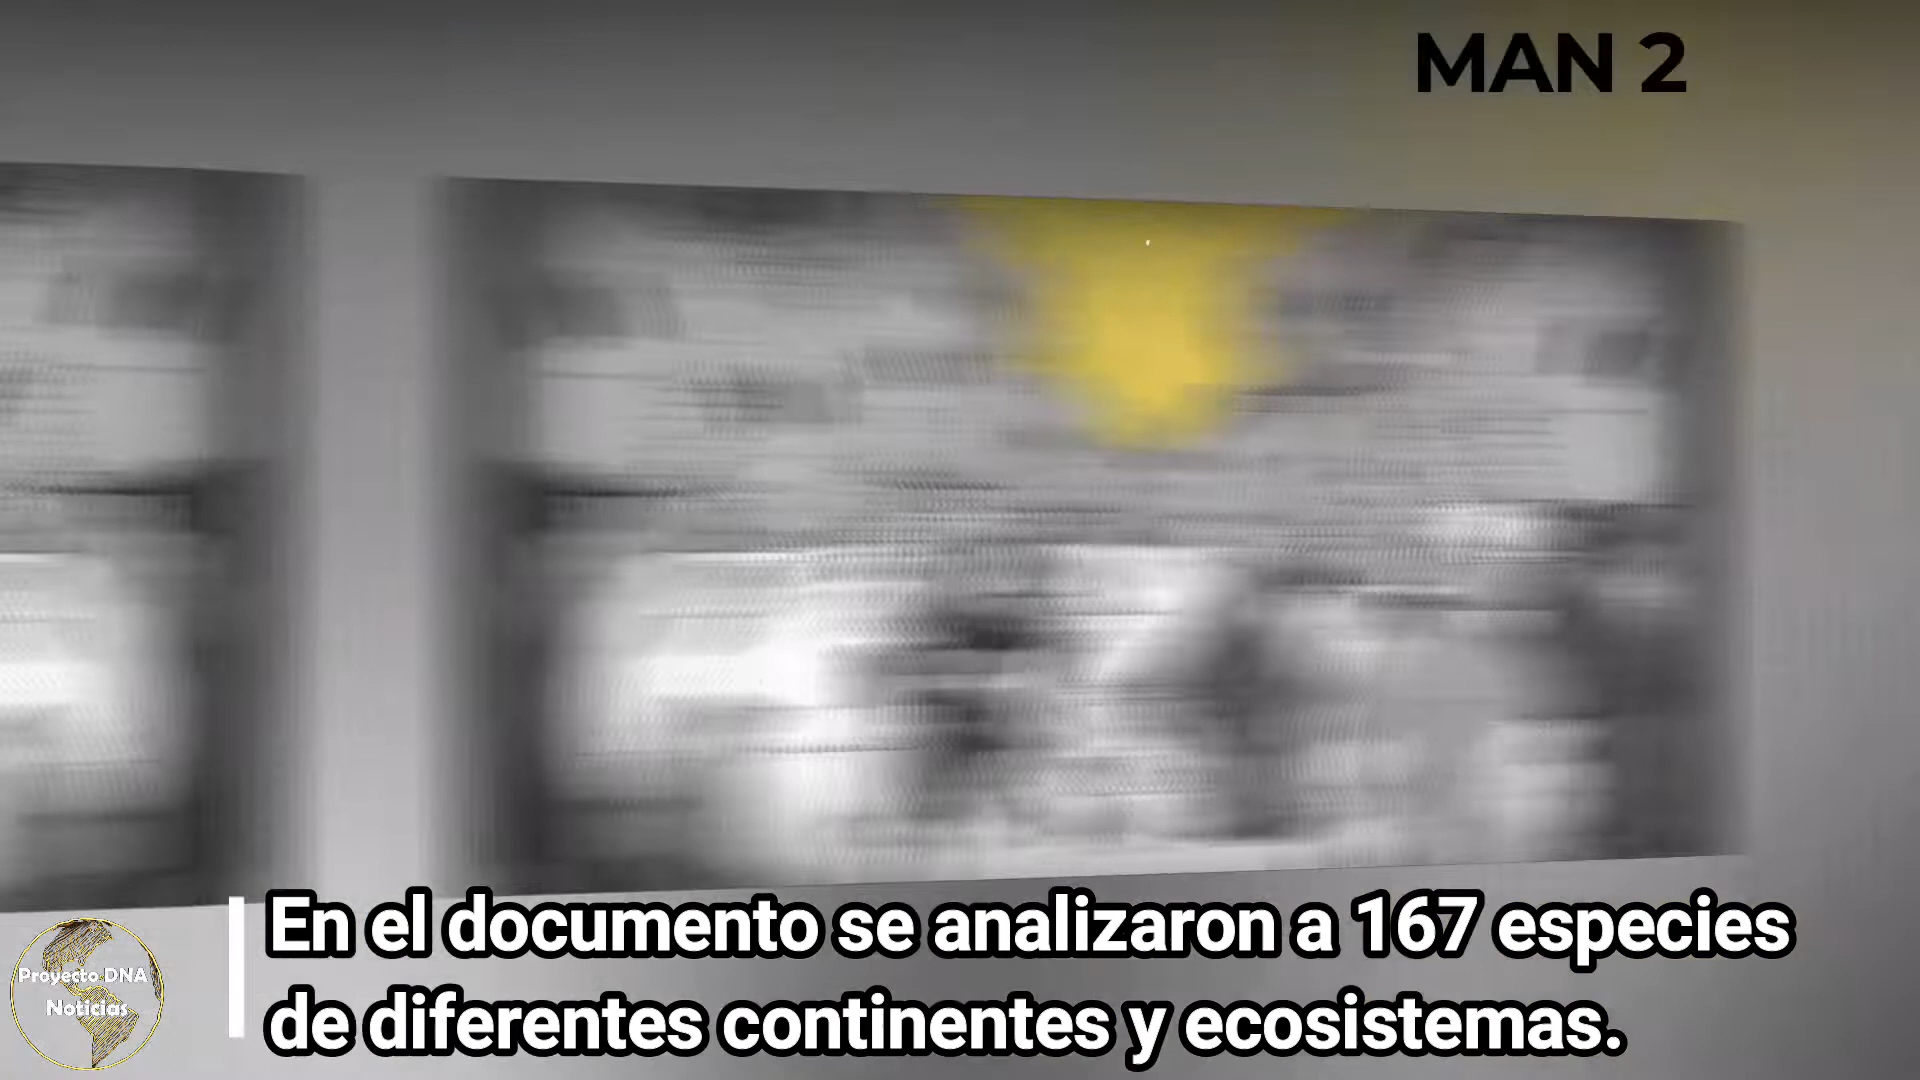 MAN 2
En el documento se analizaron a 167 especies
de diferentes continentes y ecosistemas.
Proyecto DNA
Noticias